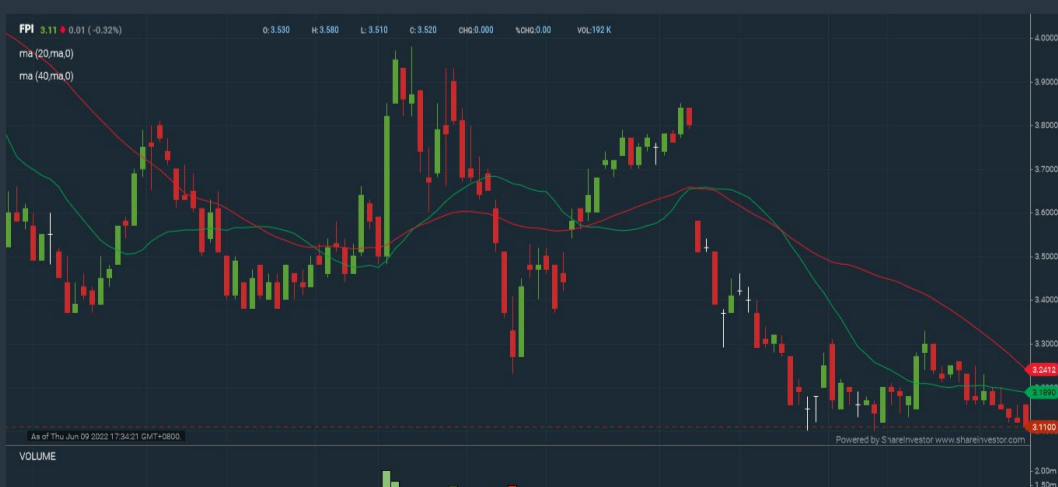 FPI 3.11 0.01 (-0.32%) O: 3.530 H: 3.580 L: 3.510 C: 3.520 CHG:0.000 %CHG:0.00 VOL:192 K
ma (20,ma,0)
ma (40,ma,0)
4.0000
3.9000
3.8000
3.7000
3.6000
3.5000
3.4000
3.3000
3.2412
3.1890
3.1100
As of Thu Jun 09 2022 17:34:21 GMT+0800.
Powered by ShareInvestor www.shareinvestor.com
VOLUME
2.00m
1.50m